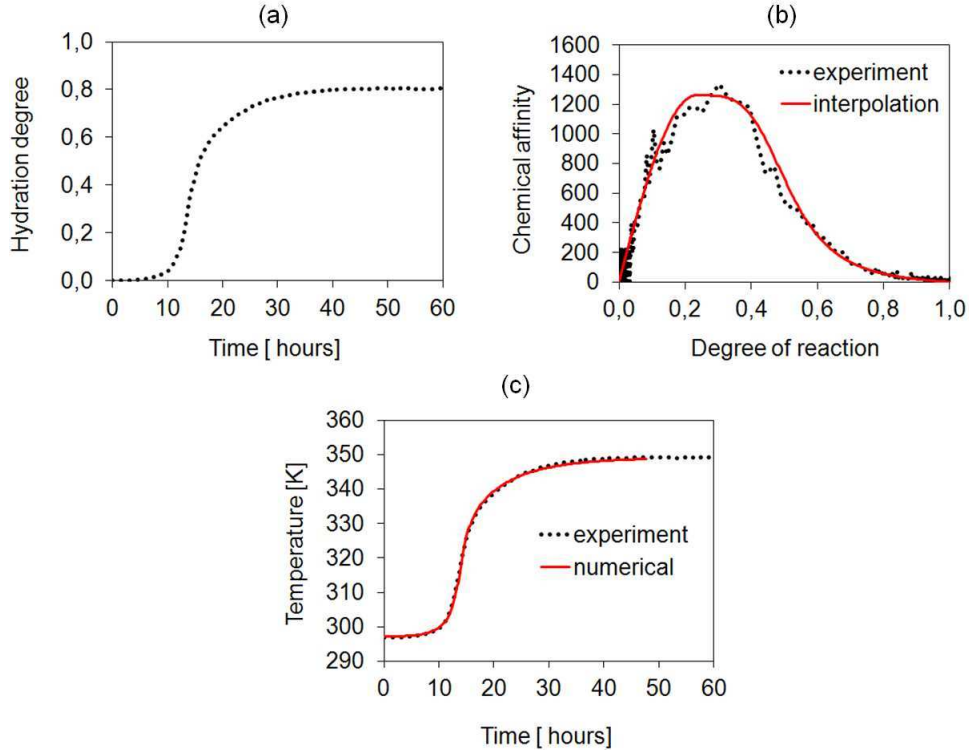 (a)
1,0
0,8
0,6
0,4
0,2
0,0
Hydration degree
0 10 20 30 40 50 60
Time [ hours]
(b)
1600
1400
1200
1000
800
600
400
200
0
Chemical affinity
experiment
interpolation
0,0 0,2 0,4 0,6 0,8 1,0
Degree of reaction
(c)
360
350
340
330
320
310
300
290
Temperature [K]
experiment
numerical
0 10 20 30 40 50 60
Time [ hours]